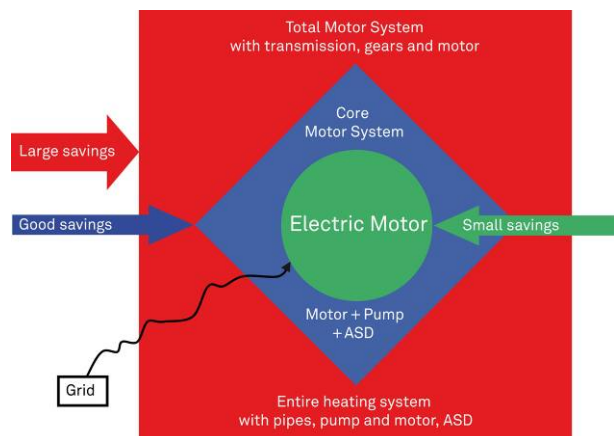 Total Motor System
with transmission, gears and motor
Core
Motor System
Large savings
Good savings
Electric Motor
Small savings
Motor + Pump
+ ASD
Grid
Entire heating system
with pipes, pump and motor, ASD